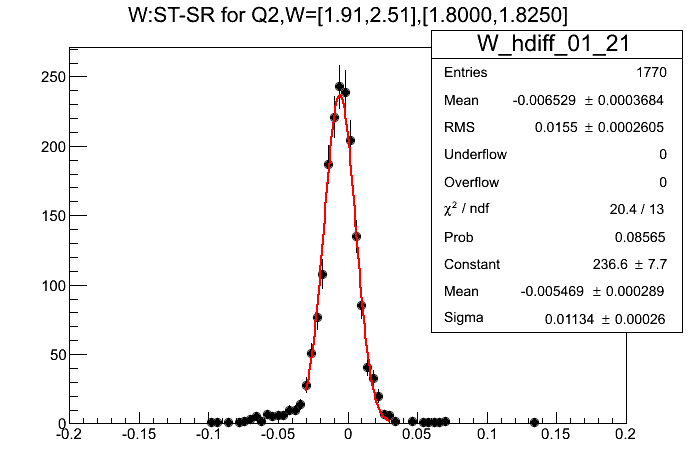 W:ST-SR for Q2,W=[1.91,2.51],[1.8000,1.8250]
W_hdiff_01_21
Entries 1770
Mean -0.006529 ± 0.0003684
RMS 0.0155 ± 0.0002605
Underflow 0
Overflow 0
χ² / ndf 20.4 / 13
Prob 0.08565
Constant 236.6 ± 7.7
Mean -0.005469 ± 0.000289
Sigma 0.01134 ± 0.00026
250
200
150
100
50
0
-0.2 -0.15 -0.1 -0.05 0 0.05 0.1 0.15 0.2